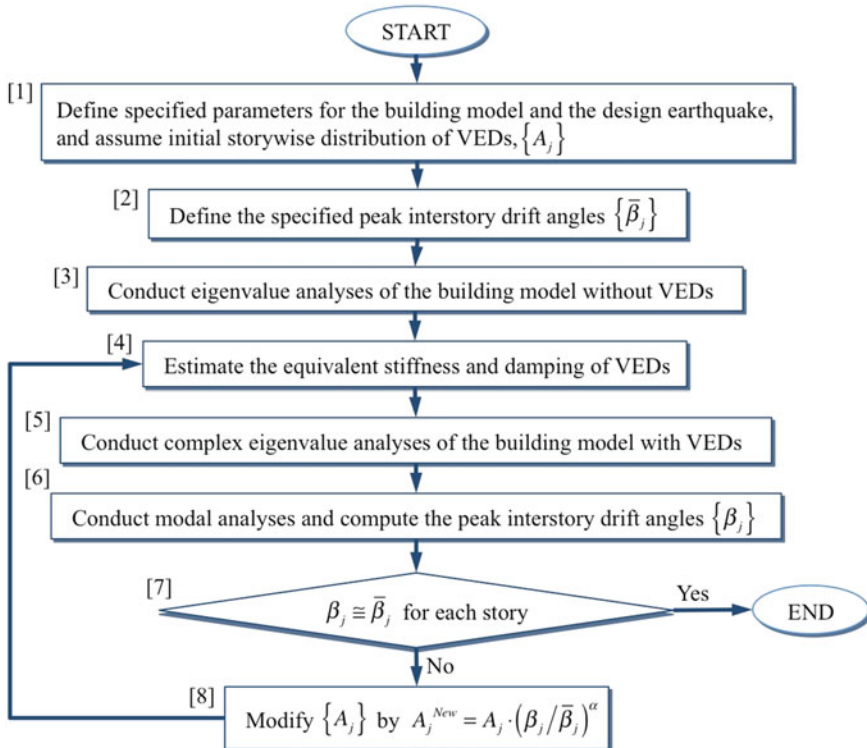 START
[1]
Define specified parameters for the building model and the design earthquake,
and assume initial storywise distribution of VEDs, {A_j}
[2]
Define the specified peak interstory drift angles {β̄_j}
[3]
Conduct eigenvalue analyses of the building model without VEDs
[4]
Estimate the equivalent stiffness and damping of VEDs
[5]
Conduct complex eigenvalue analyses of the building model with VEDs
[6]
Conduct modal analyses and compute the peak interstory drift angles {β_j}
[7]
β_j ≅ β̄_j for each story
Yes
END
No
[8]
Modify {A_j} by A_j^New = A_j·(β_j/β̄_j)^α